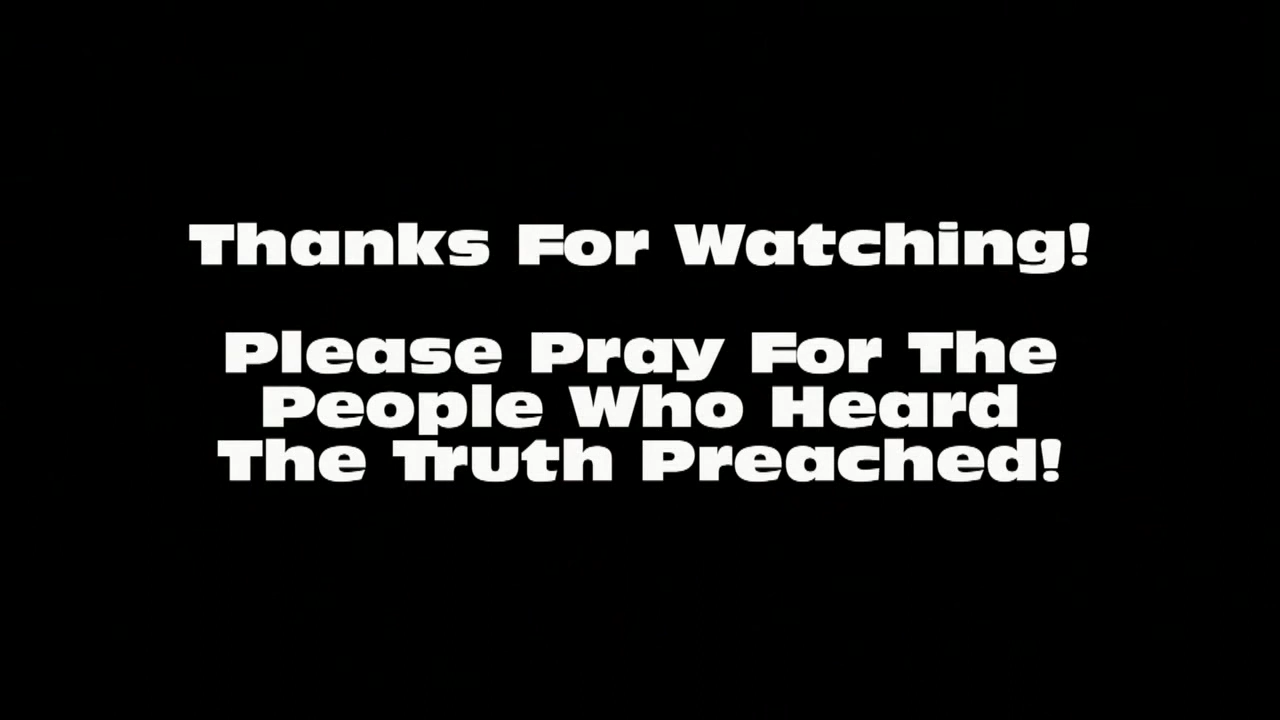 Thanks For Watching!
Please Pray For The
People Who Heard
The Truth Preached!